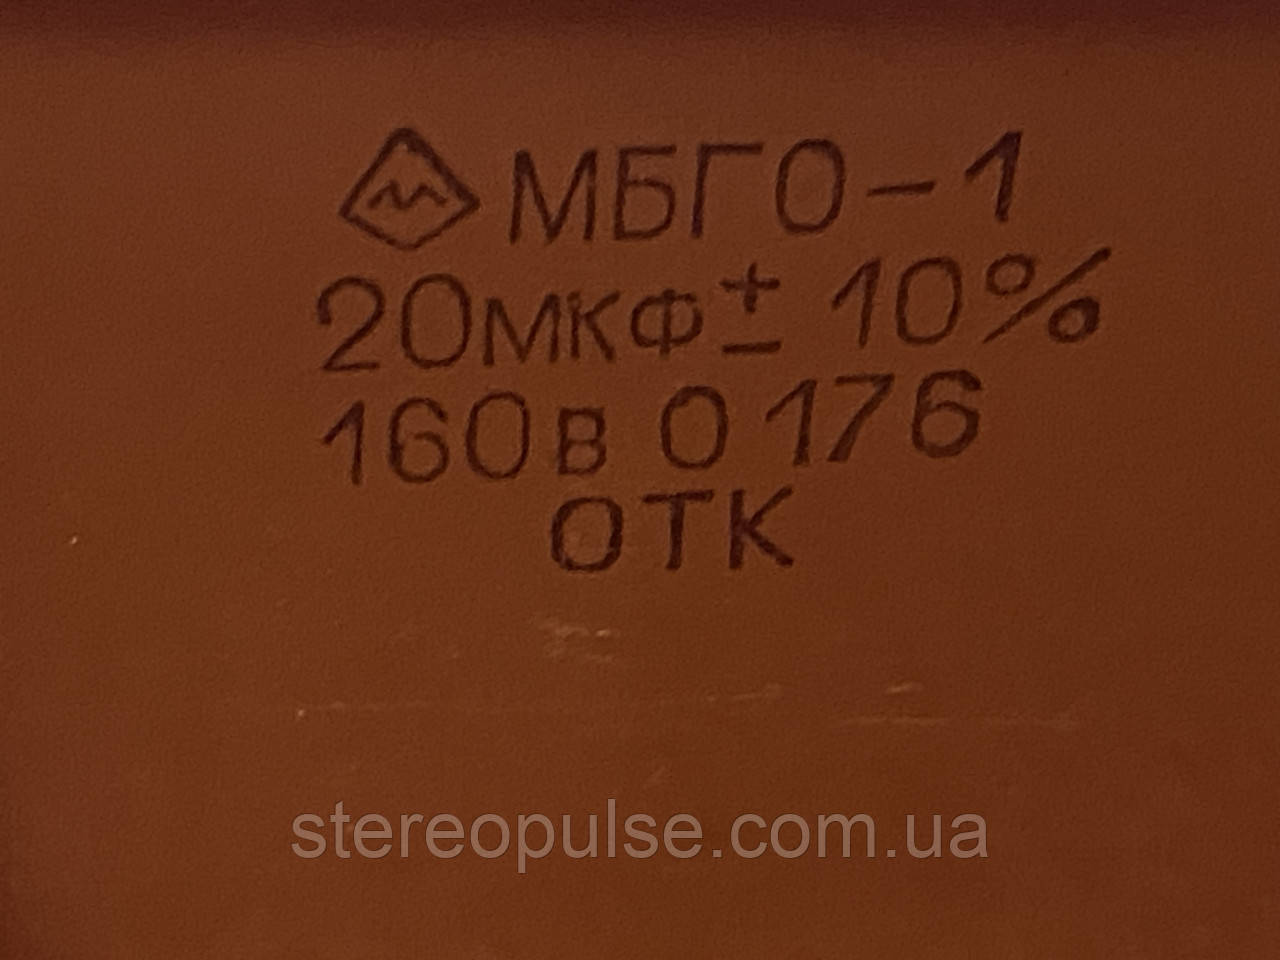 МБГО-1
20мкФ ± 10%
160в 0176
ОТК
stereopulse.com.ua